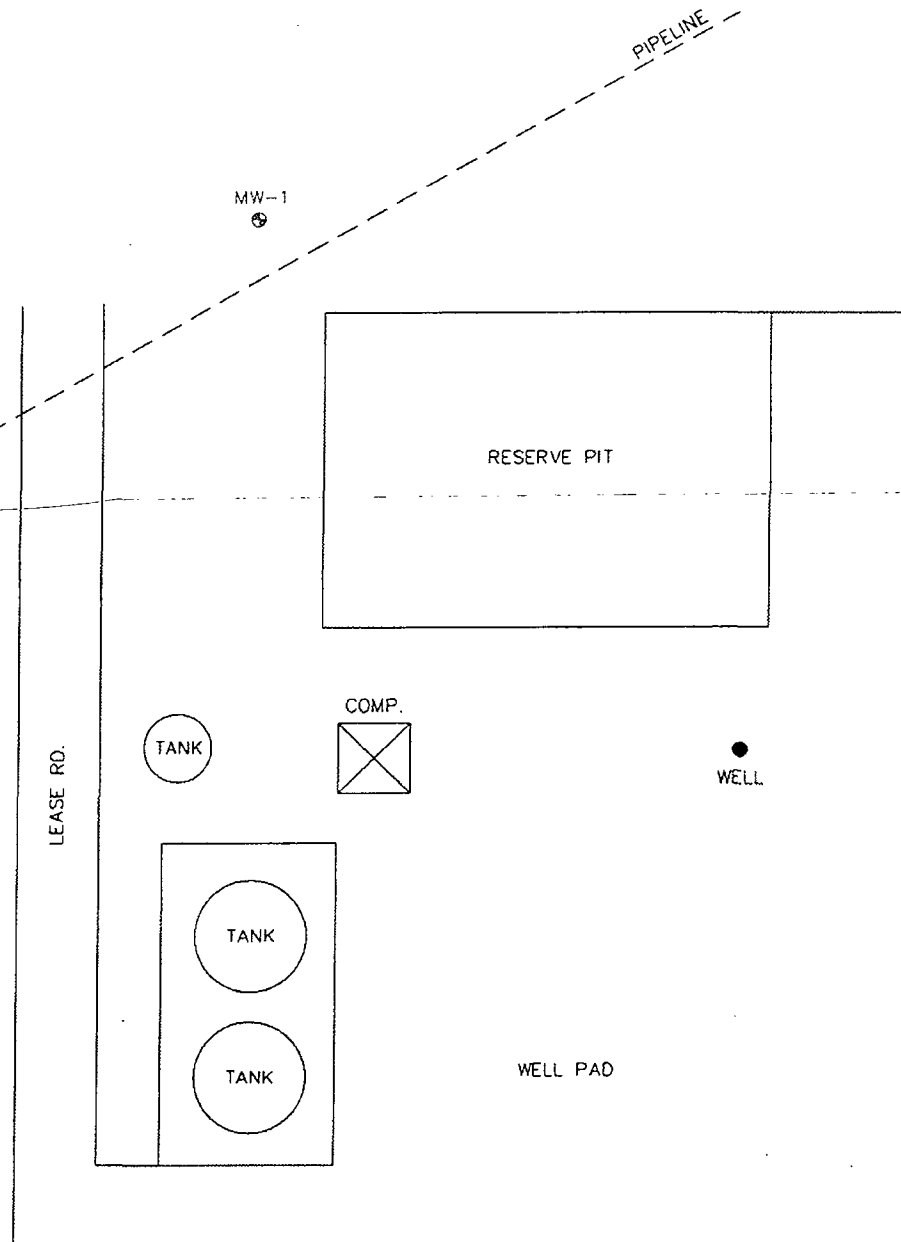 PIPELINE
MW-1
RESERVE PIT
COMP.
TANK
WELL
LEASE RD.
TANK
TANK
WELL PAD